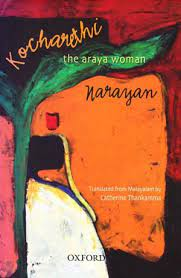 Kocharethi
the araya woman
Narayan
Translated from Malayalam by
Catherine Thankamma
OXFORD